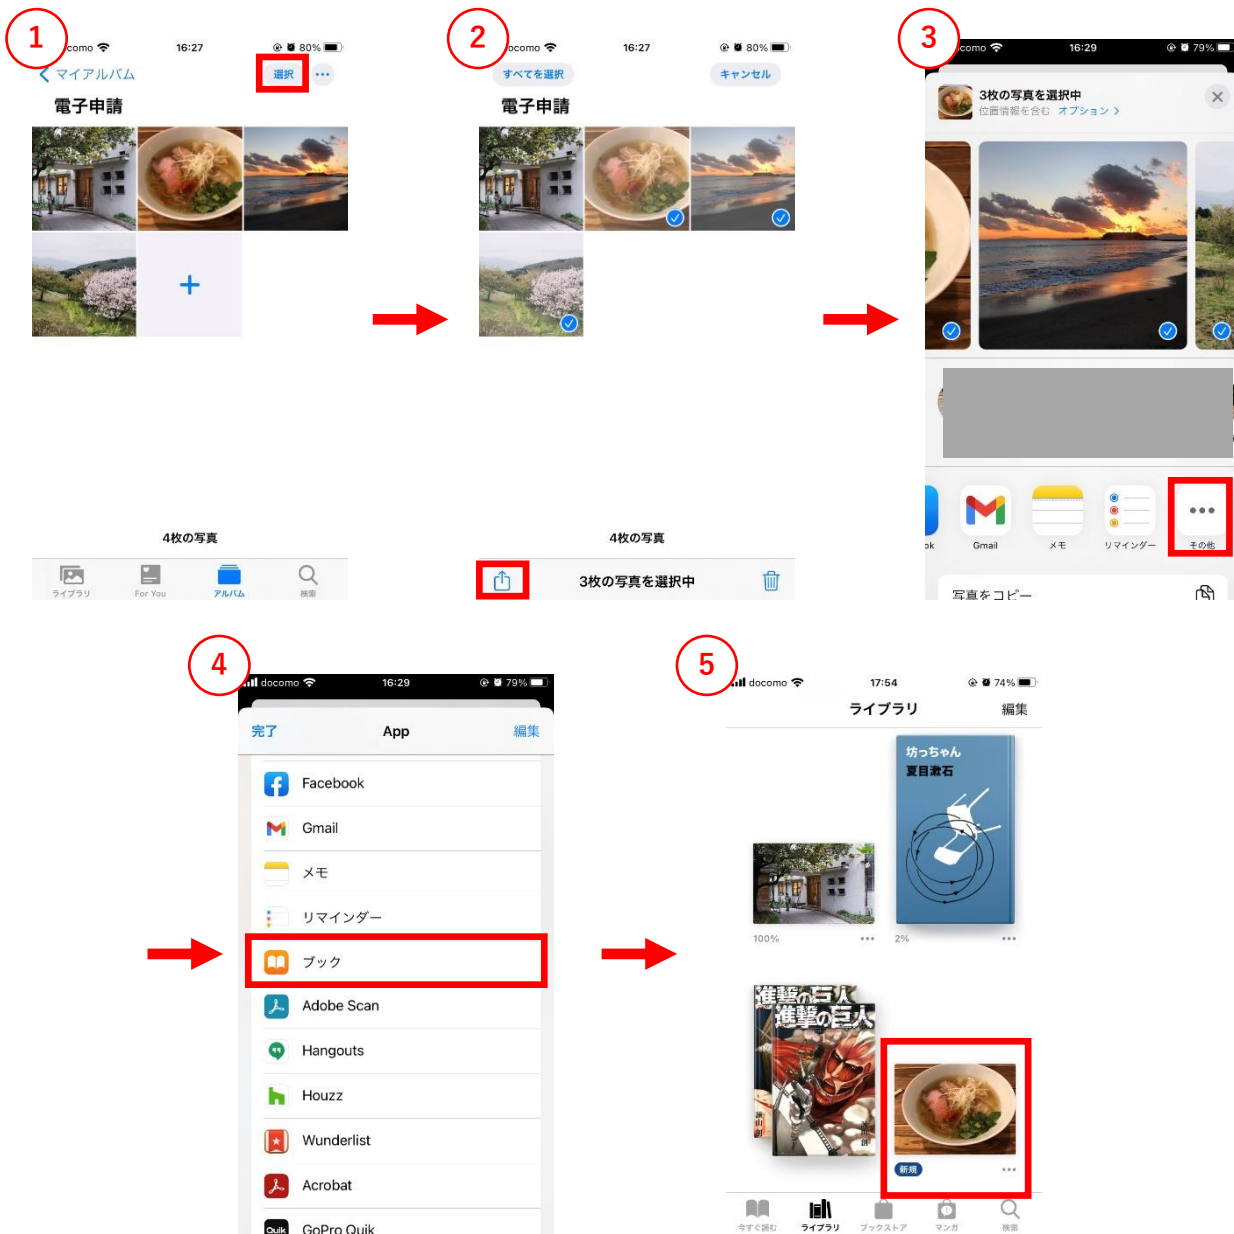 1
como
16:27
80%
マイアルバム
選択
電子申請
4枚の写真
ライブラリ
For You
アルバム
検索
2
ocomo
16:27
80%
すべてを選択
キャンセル
電子申請
4枚の写真
3枚の写真を選択中
3
como
16:29
79%
3枚の写真を選択中
位置情報を含む オプション
ok
Gmail
メモ
リマインダー
その他
写真をコピー
4
docomo
16:29
79%
完了
App
編集
Facebook
Gmail
メモ
リマインダー
ブック
Adobe Scan
Hangouts
Houzz
Wunderlist
Acrobat
Quik
GoPro Quik
5
docomo
17:54
74%
ライブラリ
編集
坊っちゃん
夏目漱石
100%
2%
進撃の巨人
進撃の巨人
諫山創
新規
今すぐ読む
ライブラリ
ブックストア
マンガ
検索